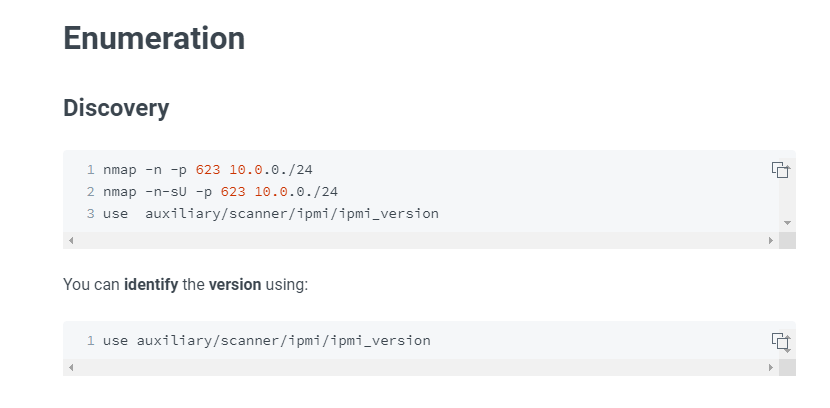 Enumeration
Discovery
1 nmap -n -p 623 10.0.0./24
2 nmap -n-sU -p 623 10.0.0./24
3 use  auxiliary/scanner/ipmi/ipmi_version
You can identify the version using:
1 use auxiliary/scanner/ipmi/ipmi_version